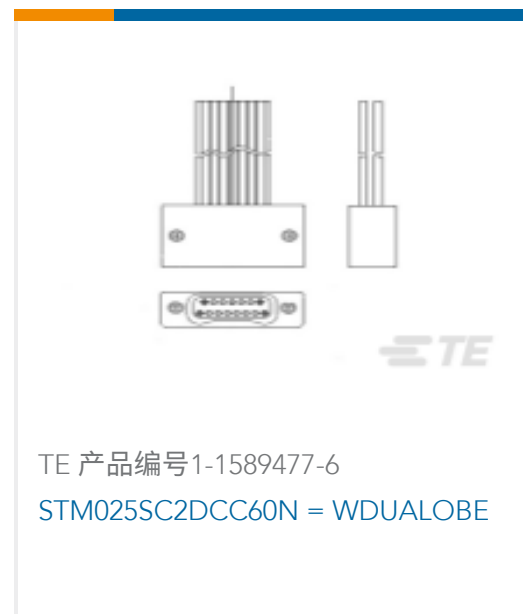 TE
TE 产品编号1-1589477-6
STM025SC2DCC60N = WDUALOBE